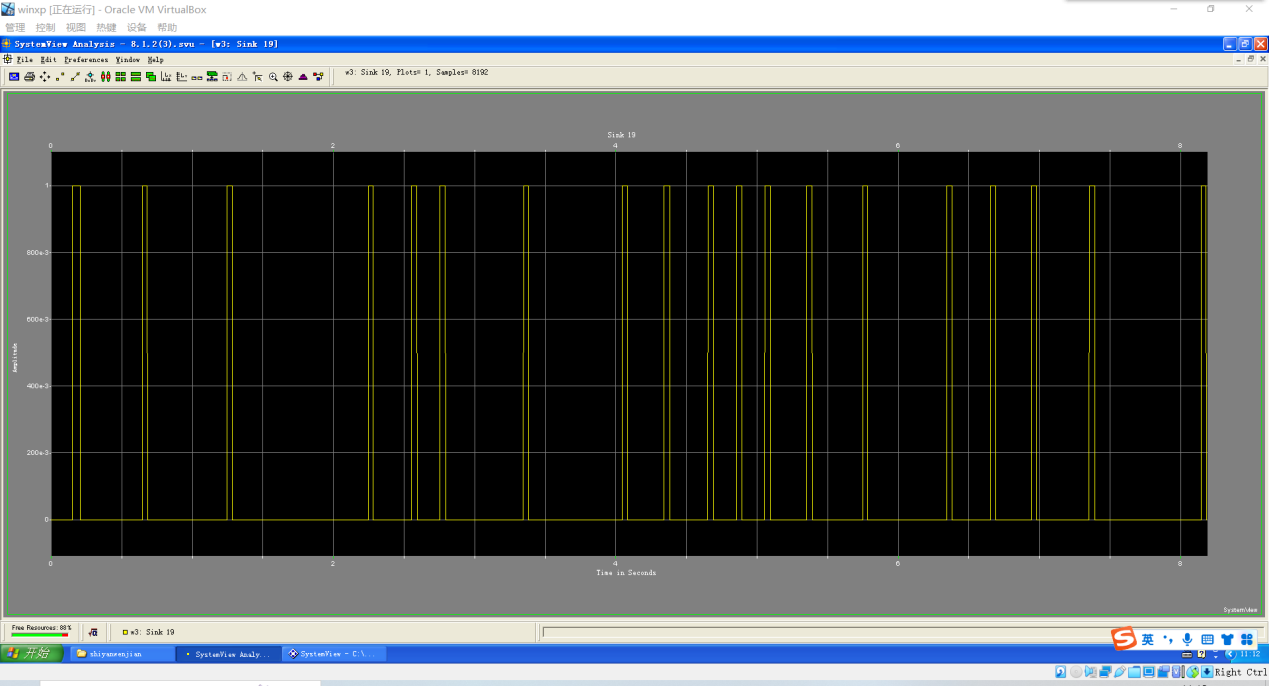 winxp [正在运行] - Oracle VM VirtualBox
管理 控制 视图 热键 设备 帮助
SystemView Analysis - 8.1.2(3).svu - [w3: Sink 19]
File Edit Preferences Window Help
w3: Sink 19, Plots= 1, Samples= 8192
Sink 19
0 2 4 6 8
1
800e-3
600e-3
Amplitude
400e-3
200e-3
0
0 2 4 6 8
Time in Seconds
SystemView
Free Resources: 88%
√α
w3: Sink 19
英
开始 shiyanwenjian SystemView Analy... SystemView - C:\... 11:12
Right Ctrl